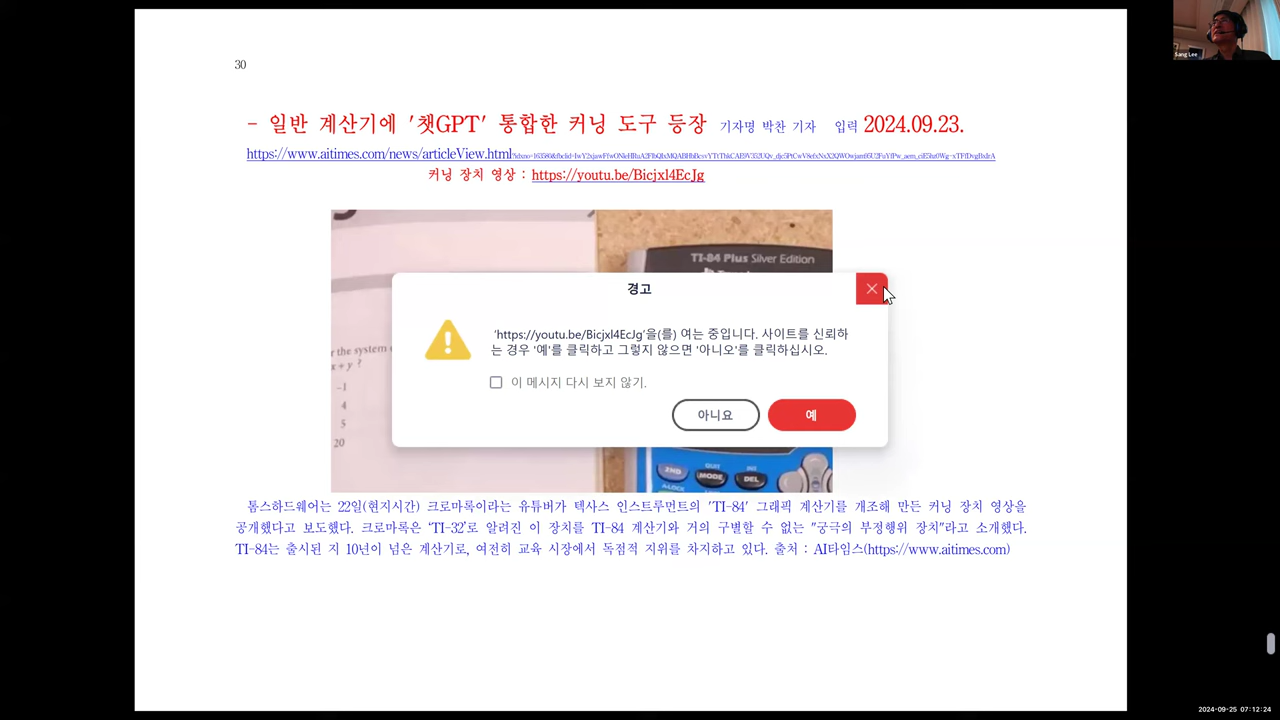 Sang Lee
30
- 일반 계산기에 '챗GPT' 통합한 커닝 도구 등장 기자명 박찬 기자 입력 2024.09.23.
https://www.aitimes.com/news/articleView.html
커닝 장치 영상 : https://youtu.be/Bicjxl4EcJg
TI-84 Plus Silver Edition
경고
'https://youtu.be/Bicjxl4EcJg'을(를) 여는 중입니다. 사이트를 신뢰하
는 경우 '예'를 클릭하고 그렇지 않으면 '아니오'를 클릭하십시오.
r the system
x + y ?
-1
4
5
20
이 메시지 다시 보지 않기.
아니요 예
2ND QUIT MODE INS DEL
A-LOCK
톰스하드웨어는 22일(현지시간) 크로마록이라는 유튜버가 텍사스 인스트루먼트의 'TI-84' 그래픽 계산기를 개조해 만든 커닝 장치 영상을
공개했다고 보도했다. 크로마록은 ‘TI-32’로 알려진 이 장치를 TI-84 계산기와 거의 구별할 수 없는 "궁극의 부정행위 장치"라고 소개했다.
TI-84는 출시된 지 10년이 넘은 계산기로, 여전히 교육 시장에서 독점적 지위를 차지하고 있다. 출처 : AI타임스(https://www.aitimes.com)
2024-09-25 07:12:24